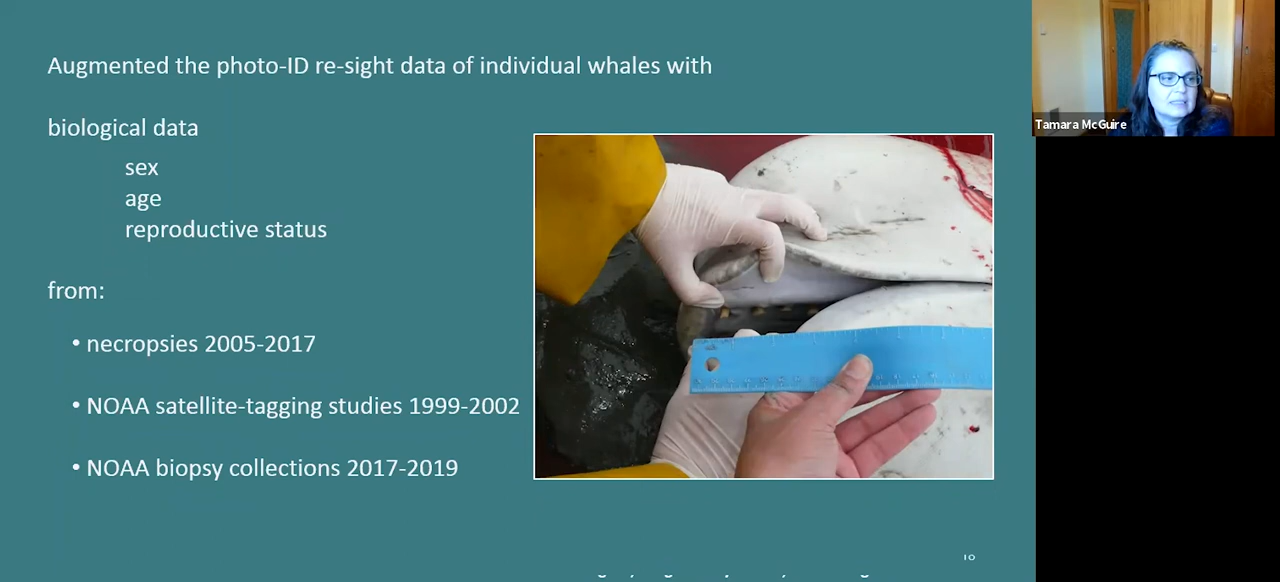 Augmented the photo-ID re-sight data of individual whales with
biological data
sex
age
reproductive status
from:
• necropsies 2005-2017
• NOAA satellite-tagging studies 1999-2002
• NOAA biopsy collections 2017-2019
Tamara McGuire